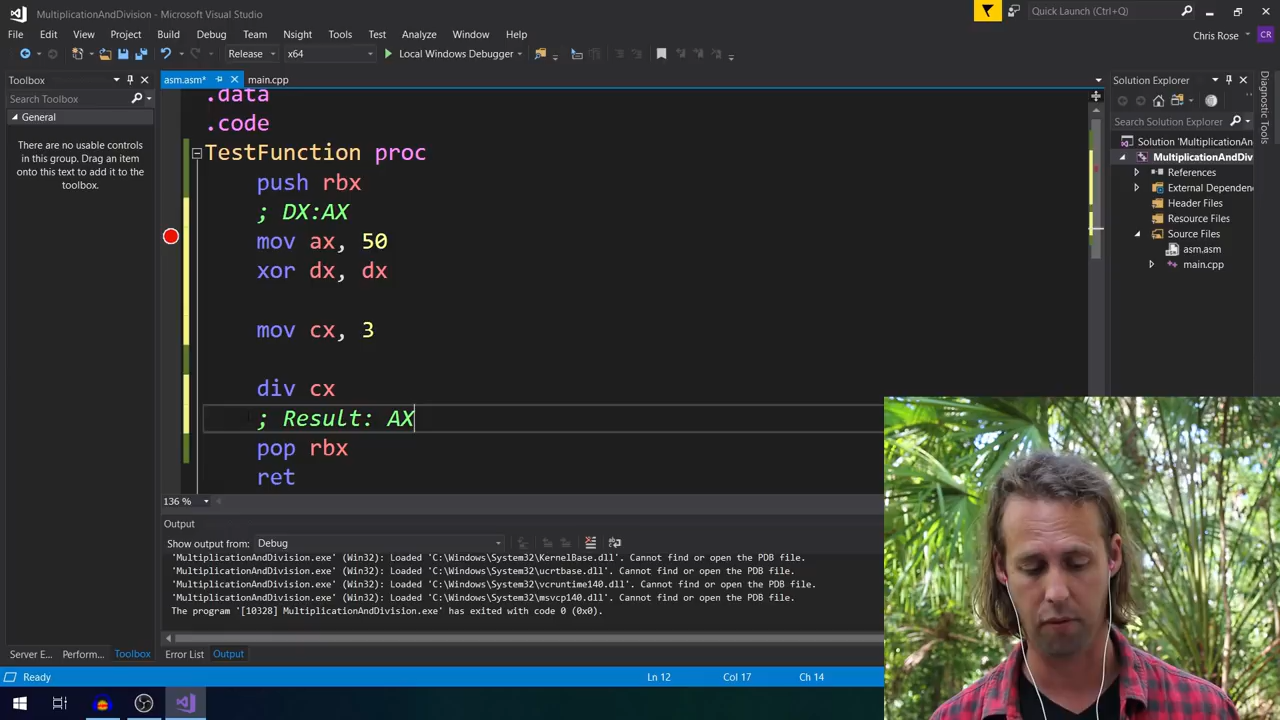 MultiplicationAndDivision - Microsoft Visual Studio
Quick Launch (Ctrl+Q)
File Edit View Project Build Debug Team Nsight Tools Test Analyze Window Help
Chris Rose CR
Release x64 Local Windows Debugger
Toolbox
asm.asm* main.cpp
Solution Explorer
Diagnostic Tools
Search Toolbox
General
There are no usable controls
in this group. Drag an item
onto this text to add it to the
toolbox.
.data
.code
TestFunction proc
push rbx
; DX:AX
mov ax, 50
xor dx, dx
mov cx, 3
div cx
; Result: AX
pop rbx
ret
Search Solution Explorer
Solution 'MultiplicationAn
MultiplicationAndDiv
References
External Dependenc
Header Files
Resource Files
Source Files
asm.asm
main.cpp
136 %
Output
Show output from: Debug
'MultiplicationAndDivision.exe' (Win32): Loaded 'C:\Windows\System32\KernelBase.dll'. Cannot find or open the PDB file.
'MultiplicationAndDivision.exe' (Win32): Loaded 'C:\Windows\System32\ucrtbase.dll'. Cannot find or open the PDB file.
'MultiplicationAndDivision.exe' (Win32): Loaded 'C:\Windows\System32\vcruntime140.dll'. Cannot find or open the PDB file.
'MultiplicationAndDivision.exe' (Win32): Loaded 'C:\Windows\System32\msvcp140.dll'. Cannot find or open the PDB file.
The program '[10328] MultiplicationAndDivision.exe' has exited with code 0 (0x0).
Server E... Perform... Toolbox Error List Output
Ready Ln 12 Col 17 Ch 14